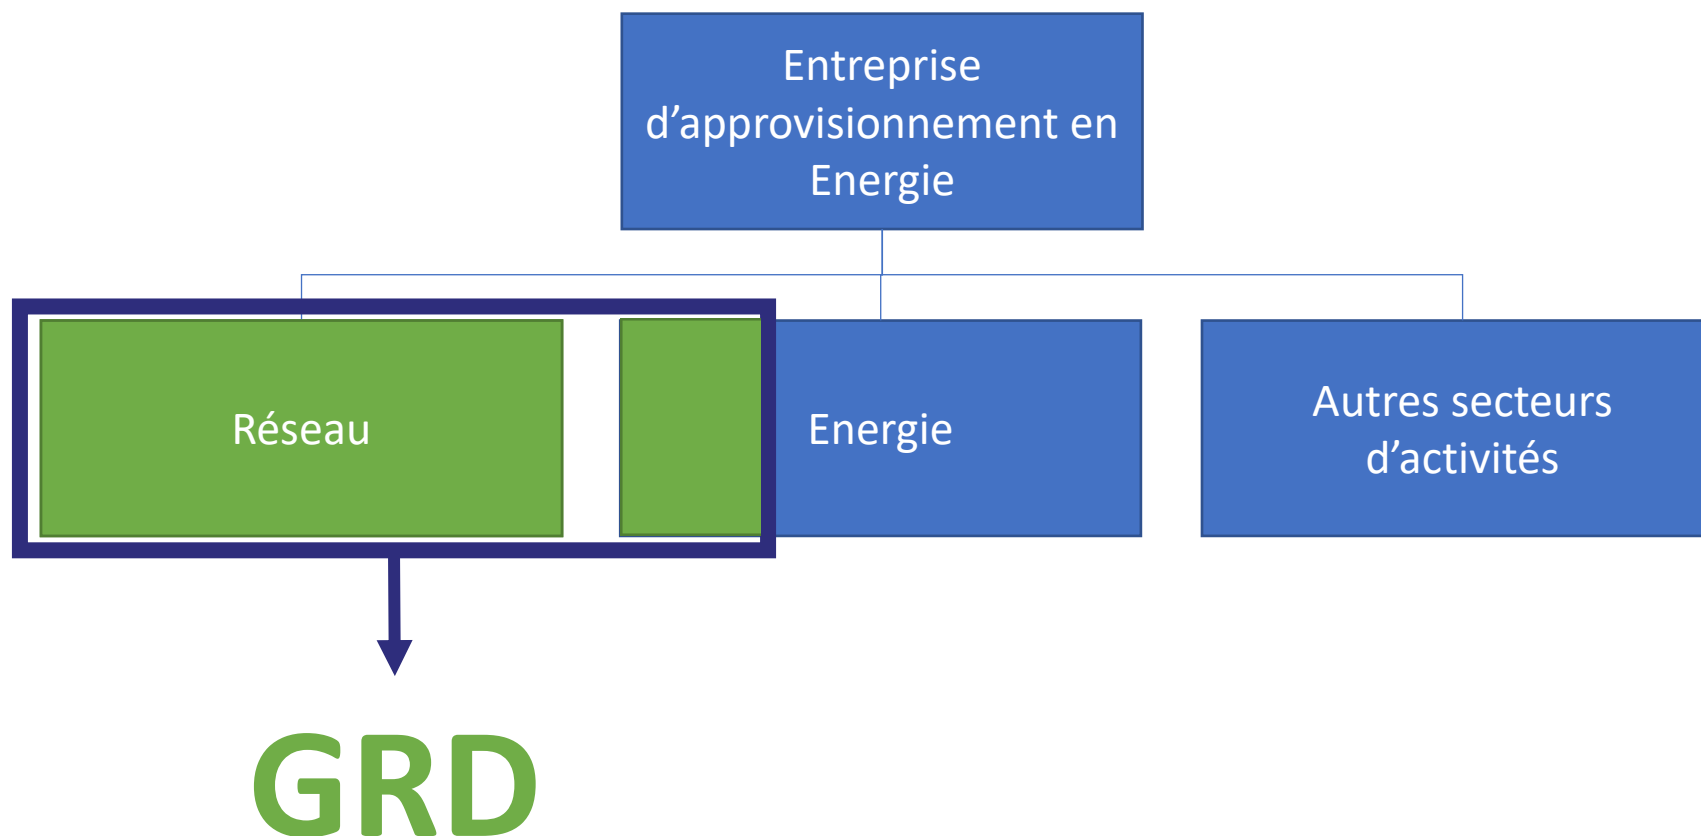 Entreprise
d’approvisionnement en
Energie
Réseau
Energie
Autres secteurs
d’activités
GRD